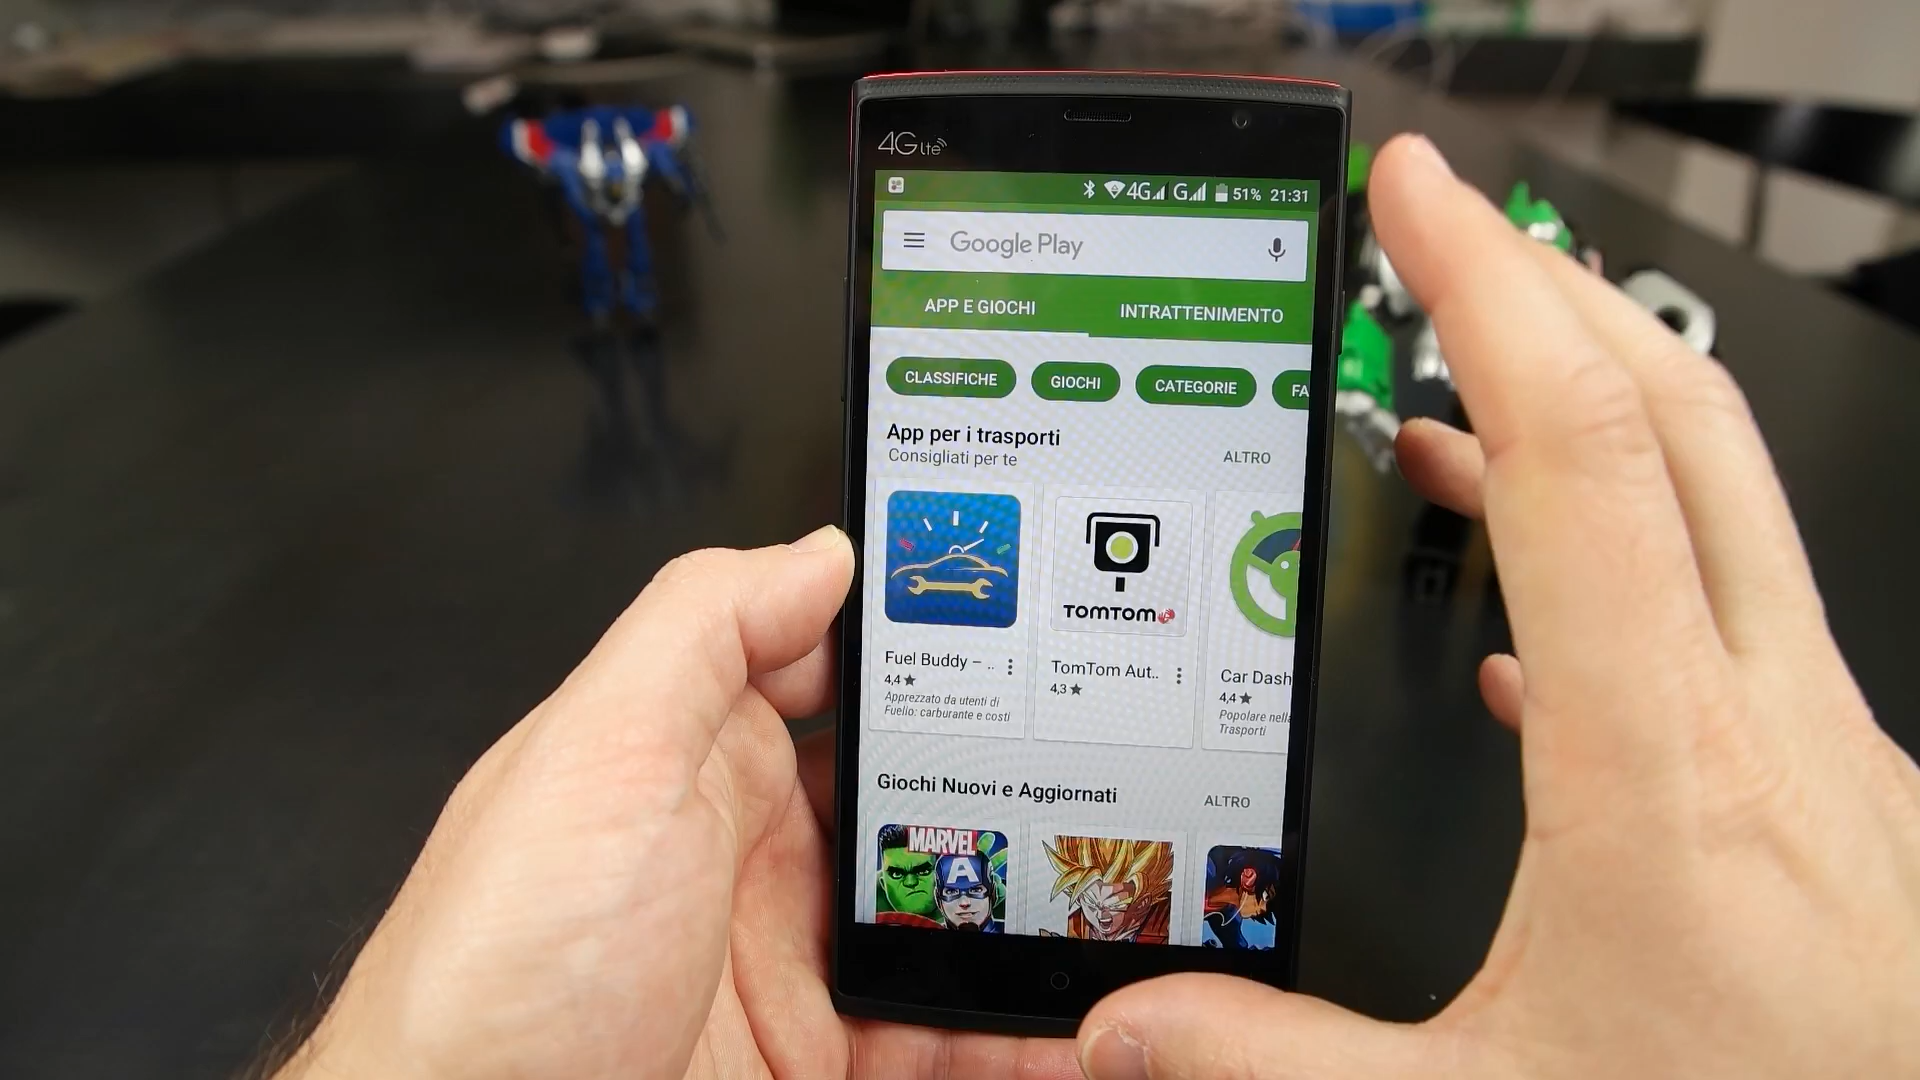 4G LTE
4G G 51% 21:31
Google Play
APP E GIOCHI INTRATTENIMENTO
CLASSIFICHE GIOCHI CATEGORIE FA
App per i trasporti
Consigliati per te
ALTRO
TOMTOM
Fuel Buddy – ..
4,4★
Apprezzato da utenti di
Fuelio: carburante e costi
TomTom Aut..
4,3★
Car Dash
4,4★
Popolare nella
Trasporti
Giochi Nuovi e Aggiornati
ALTRO
MARVEL
A